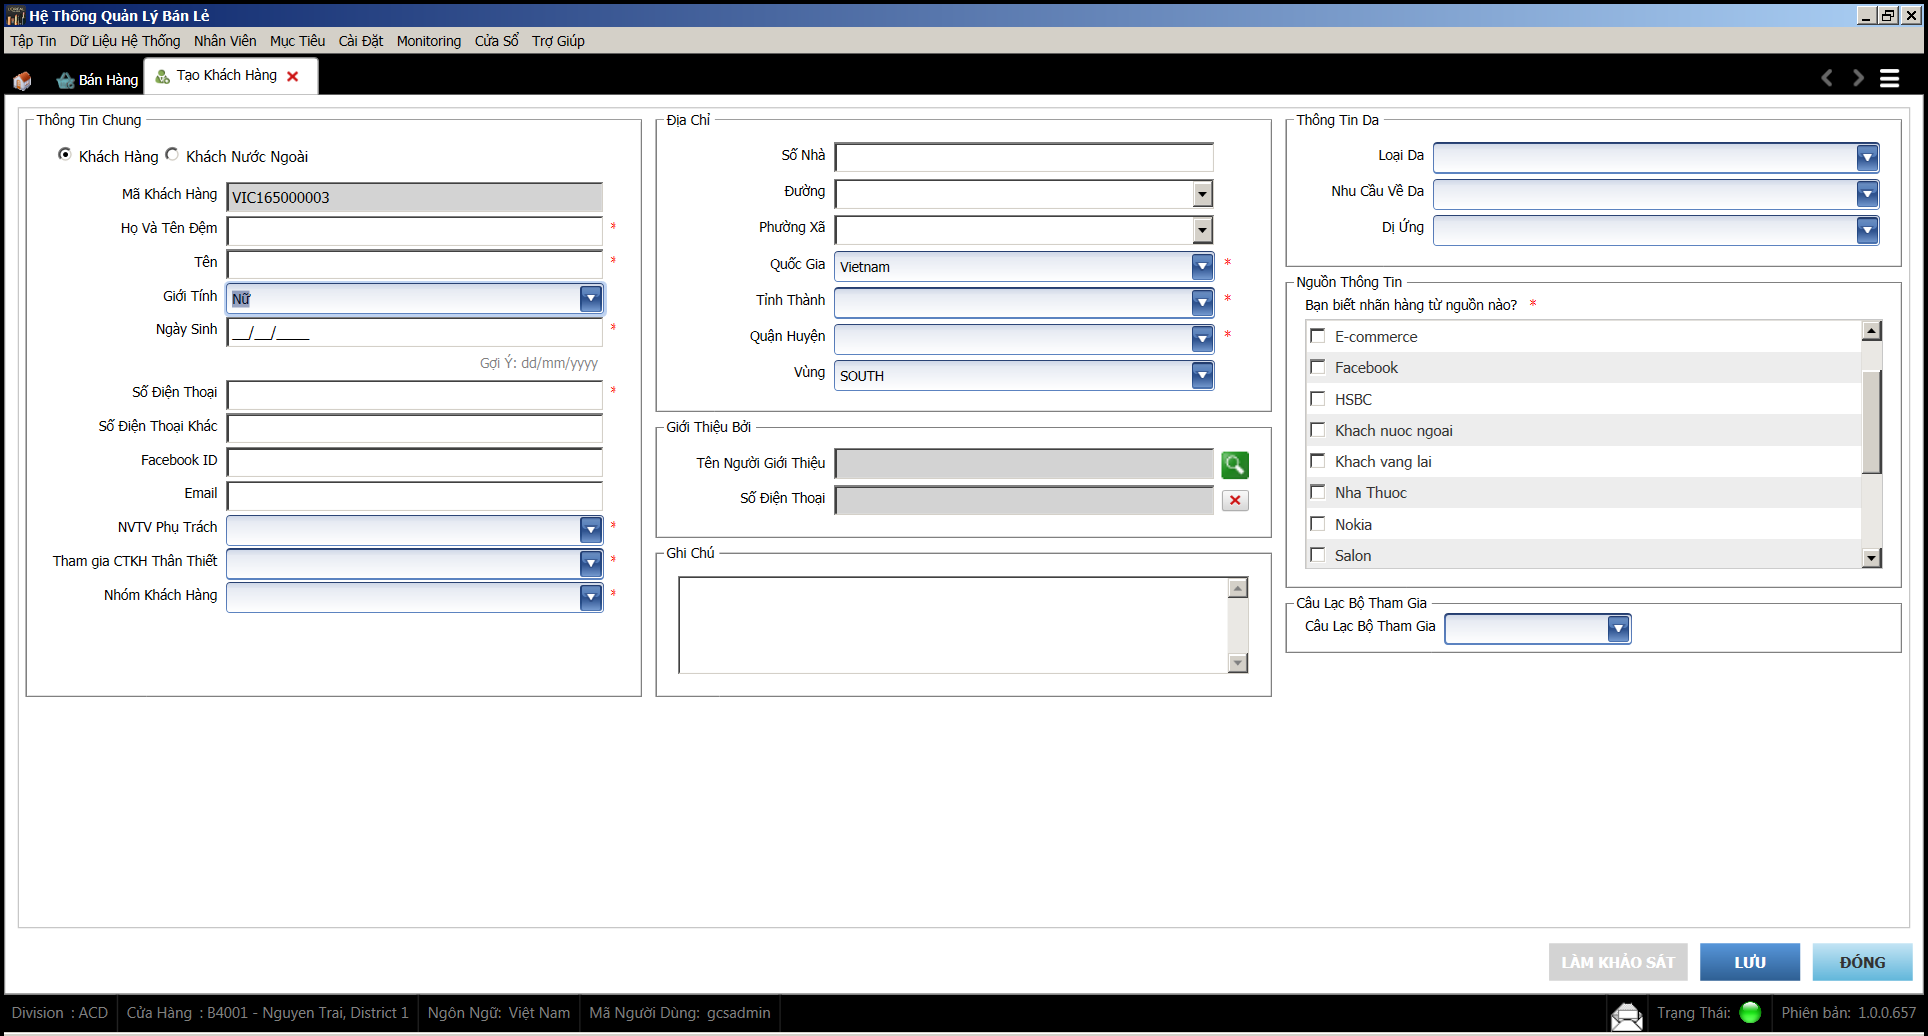 Hệ Thống Quản Lý Bán Lẻ
Tập Tin Dữ Liệu Hệ Thống Nhân Viên Mục Tiêu Cài Đặt Monitoring Cửa Sổ Trợ Giúp
Bán Hàng Tạo Khách Hàng
Thông Tin Chung
Khách Hàng Khách Nước Ngoài
Mã Khách Hàng VIC165000003
Họ Và Tên Đệm *
Tên *
Giới Tính Nữ
Ngày Sinh __/__/____ *
Gợi Ý: dd/mm/yyyy
Số Điện Thoại *
Số Điện Thoại Khác
Facebook ID
Email
NVTV Phụ Trách *
Tham gia CTKH Thân Thiết *
Nhóm Khách Hàng *
Địa Chỉ
Số Nhà
Đường
Phường Xã
Quốc Gia Vietnam *
Tỉnh Thành *
Quận Huyện *
Vùng SOUTH
Giới Thiệu Bởi
Tên Người Giới Thiệu
Số Điện Thoại
Ghi Chú
Thông Tin Da
Loại Da
Nhu Cầu Về Da
Dị Ứng
Nguồn Thông Tin
Bạn biết nhãn hàng từ nguồn nào? *
E-commerce
Facebook
HSBC
Khach nuoc ngoai
Khach vang lai
Nha Thuoc
Nokia
Salon
Câu Lạc Bộ Tham Gia
Câu Lạc Bộ Tham Gia
LÀM KHẢO SÁT LƯU ĐÓNG
Division : ACD Cửa Hàng : B4001 - Nguyen Trai, District 1 Ngôn Ngữ: Việt Nam Mã Người Dùng: gcsadmin Trạng Thái: Phiên bản: 1.0.0.657